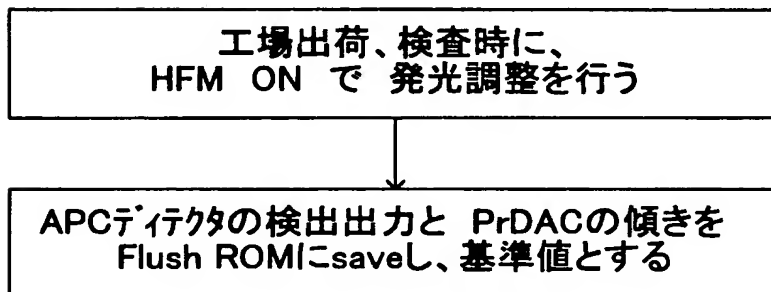 工場出荷、検査時に、
HFM ON で 発光調整を行う
APCディテクタの検出出力と PrDACの傾きを
Flush ROMにsaveし、基準値とする